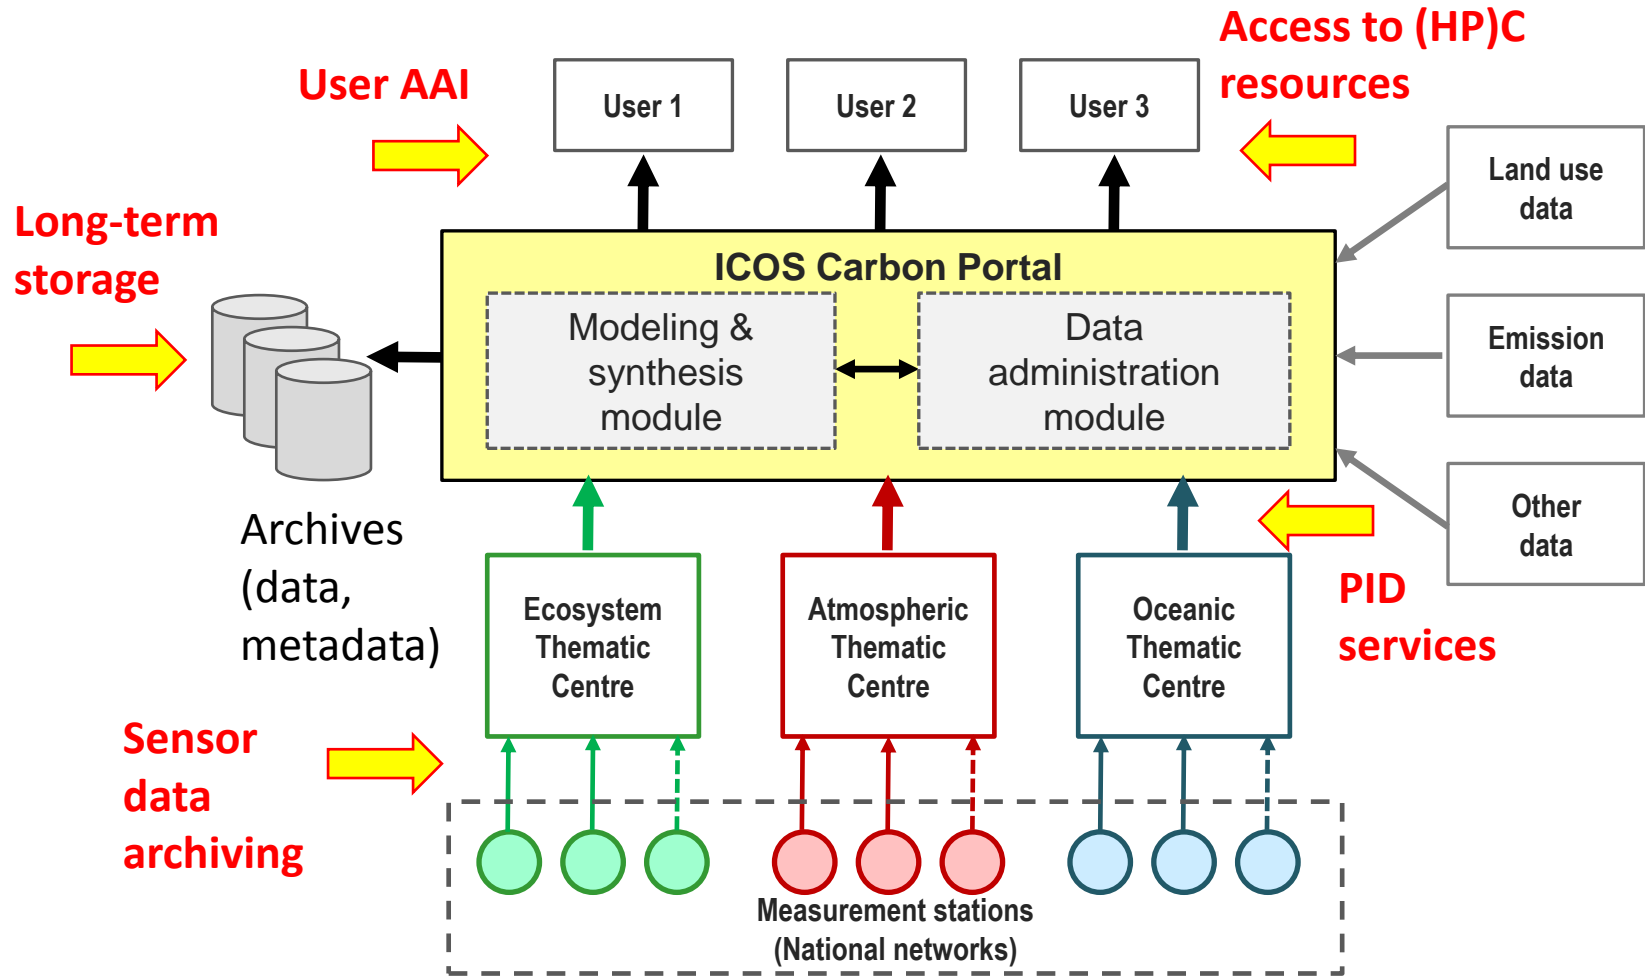 User AAI
Access to (HP)C
resources
User 1
User 2
User 3
Land use
data
Long-term
storage
ICOS Carbon Portal
Modeling &
synthesis
module
Data
administration
module
Emission
data
Other
data
Archives
(data,
metadata)
Ecosystem
Thematic
Centre
Atmospheric
Thematic
Centre
Oceanic
Thematic
Centre
PID
services
Sensor
data
archiving
Measurement stations
(National networks)